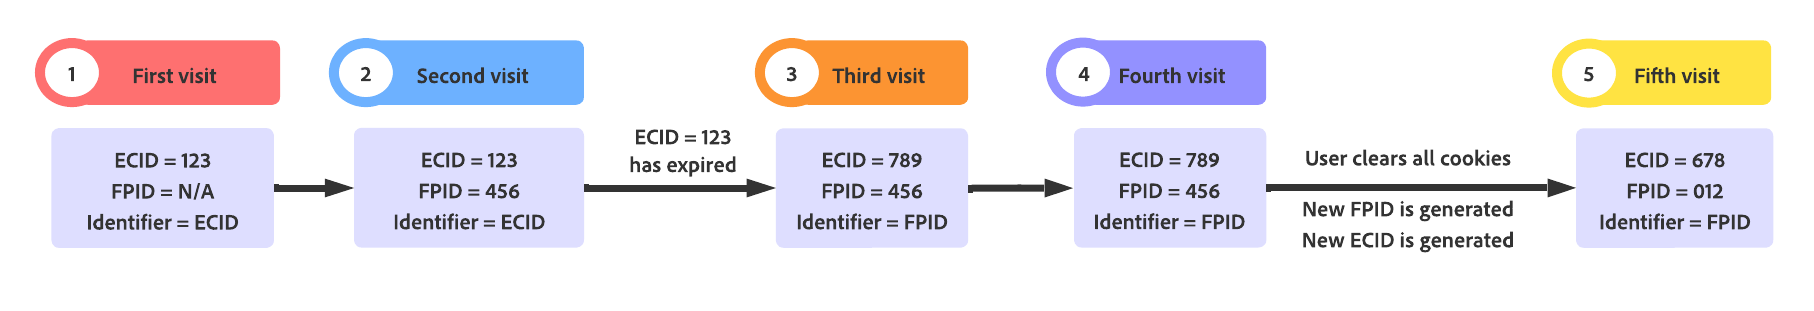 1
First visit
2
Second visit
3
Third visit
4
Fourth visit
5
Fifth visit
ECID = 123
FPID = N/A
Identifier = ECID
ECID = 123
FPID = 456
Identifier = ECID
ECID = 123
has expired
ECID = 789
FPID = 456
Identifier = FPID
ECID = 789
FPID = 456
Identifier = FPID
User clears all cookies
New FPID is generated
New ECID is generated
ECID = 678
FPID = 012
Identifier = FPID